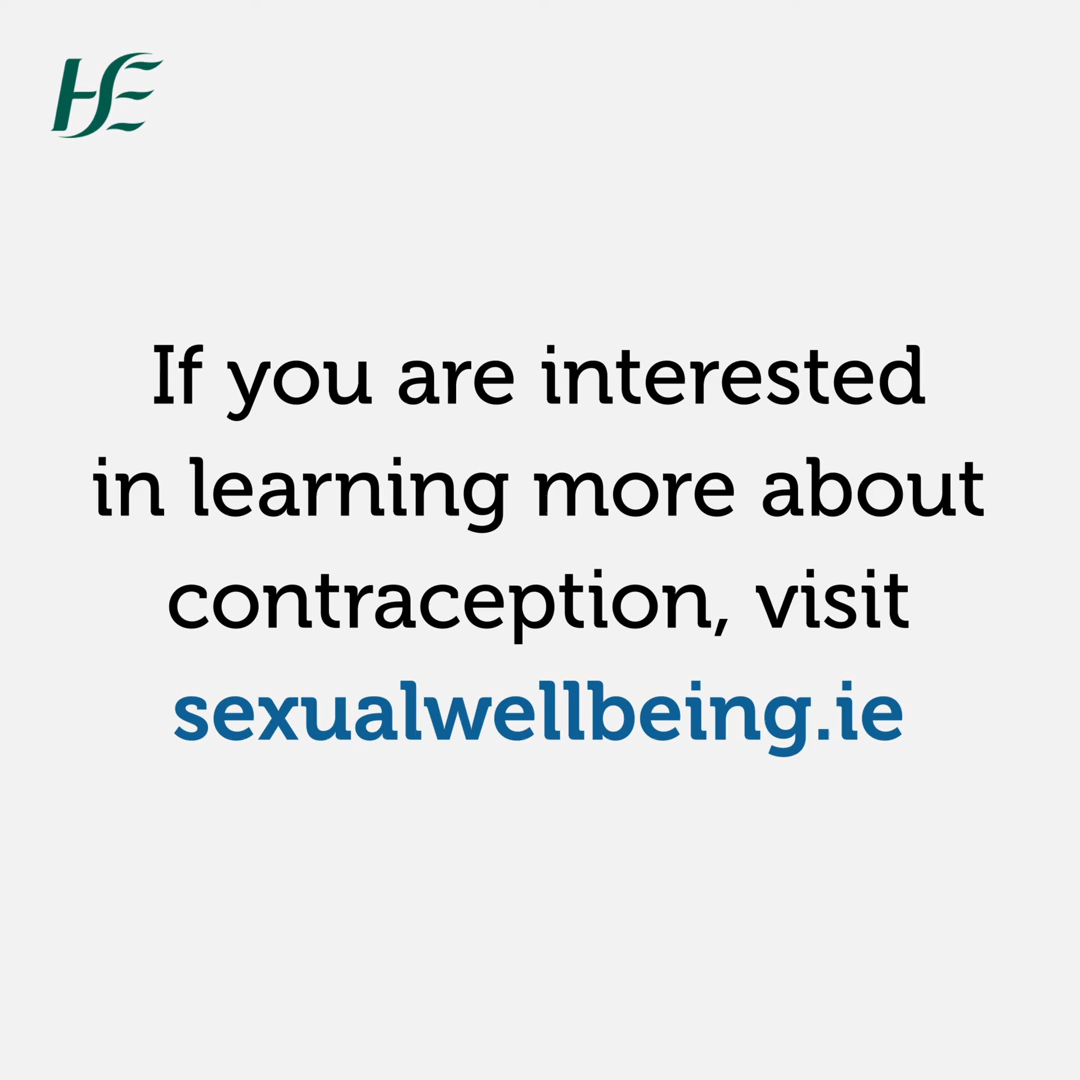 HSE
If you are interested
in learning more about
contraception, visit
sexualwellbeing.ie